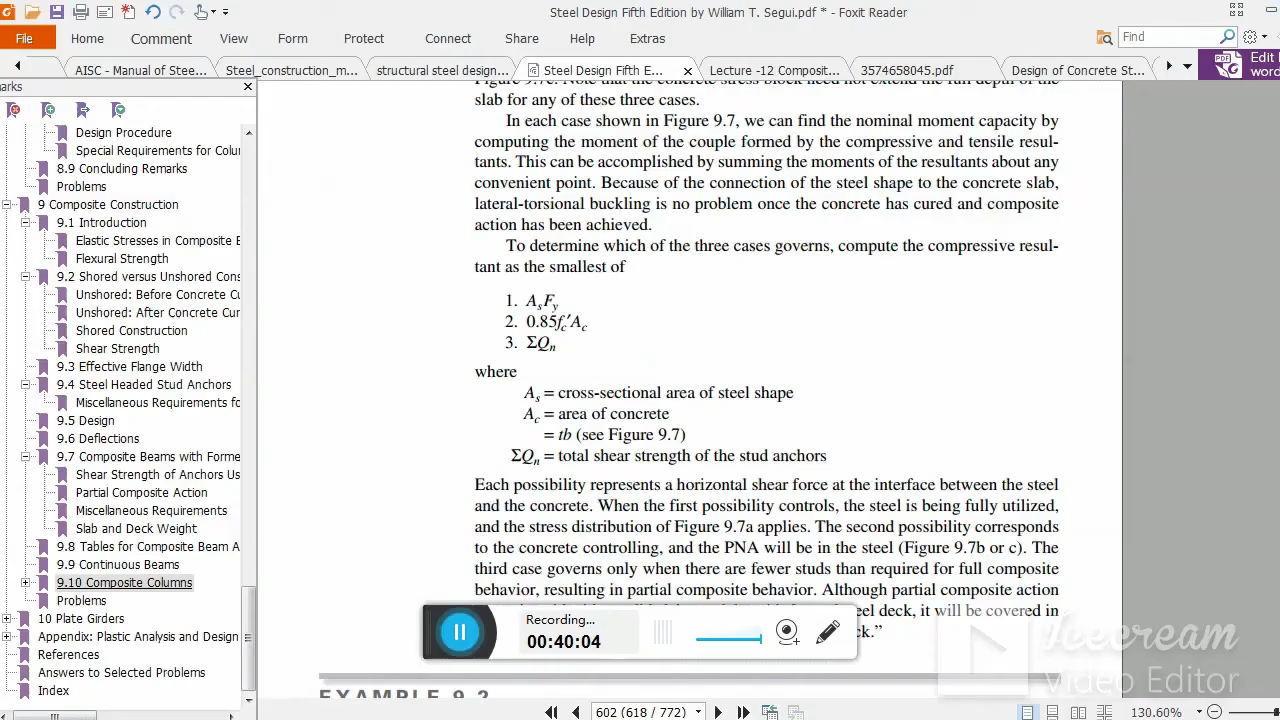 Steel Design Fifth Edition by William T. Segui.pdf * - Foxit Reader
File Home Comment View Form Protect Connect Share Help Extras
Find
AISC - Manual of Stee...
Steel_construction_m...
structural steel design...
Steel Design Fifth E...
Lecture -12 Composit...
3574658045.pdf
Design of Concrete St...
Edit
word
arks
Design Procedure
Special Requirements for Colu
8.9 Concluding Remarks
Problems
9 Composite Construction
9.1 Introduction
Elastic Stresses in Composite B
Flexural Strength
9.2 Shored versus Unshored Cons
Unshored: Before Concrete Cu
Unshored: After Concrete Cur
Shored Construction
Shear Strength
9.3 Effective Flange Width
9.4 Steel Headed Stud Anchors
Miscellaneous Requirements fo
9.5 Design
9.6 Deflections
9.7 Composite Beams with Forme
Shear Strength of Anchors Us
Partial Composite Action
Miscellaneous Requirements
Slab and Deck Weight
9.8 Tables for Composite Beam A
9.9 Continuous Beams
9.10 Composite Columns
Problems
10 Plate Girders
Appendix: Plastic Analysis and Design
References
Answers to Selected Problems
Index
slab for any of these three cases.
In each case shown in Figure 9.7, we can find the nominal moment capacity by
computing the moment of the couple formed by the compressive and tensile resul-
tants. This can be accomplished by summing the moments of the resultants about any
convenient point. Because of the connection of the steel shape to the concrete slab,
lateral-torsional buckling is no problem once the concrete has cured and composite
action has been achieved.
To determine which of the three cases governs, compute the compressive resul-
tant as the smallest of
1. AsFy
2. 0.85fc′Ac
3. ΣQn
where
As = cross-sectional area of steel shape
Ac = area of concrete
= tb (see Figure 9.7)
ΣQn = total shear strength of the stud anchors
Each possibility represents a horizontal shear force at the interface between the steel
and the concrete. When the first possibility controls, the steel is being fully utilized,
and the stress distribution of Figure 9.7a applies. The second possibility corresponds
to the concrete controlling, and the PNA will be in the steel (Figure 9.7b or c). The
third case governs only when there are fewer studs than required for full composite
behavior, resulting in partial composite behavior. Although partial composite action
eel deck, it will be covered in
ck.”
Recording...
00:40:04
Icecream
Video Editor
EXAMPLE 9.2
602 (618 / 772)
130.60%